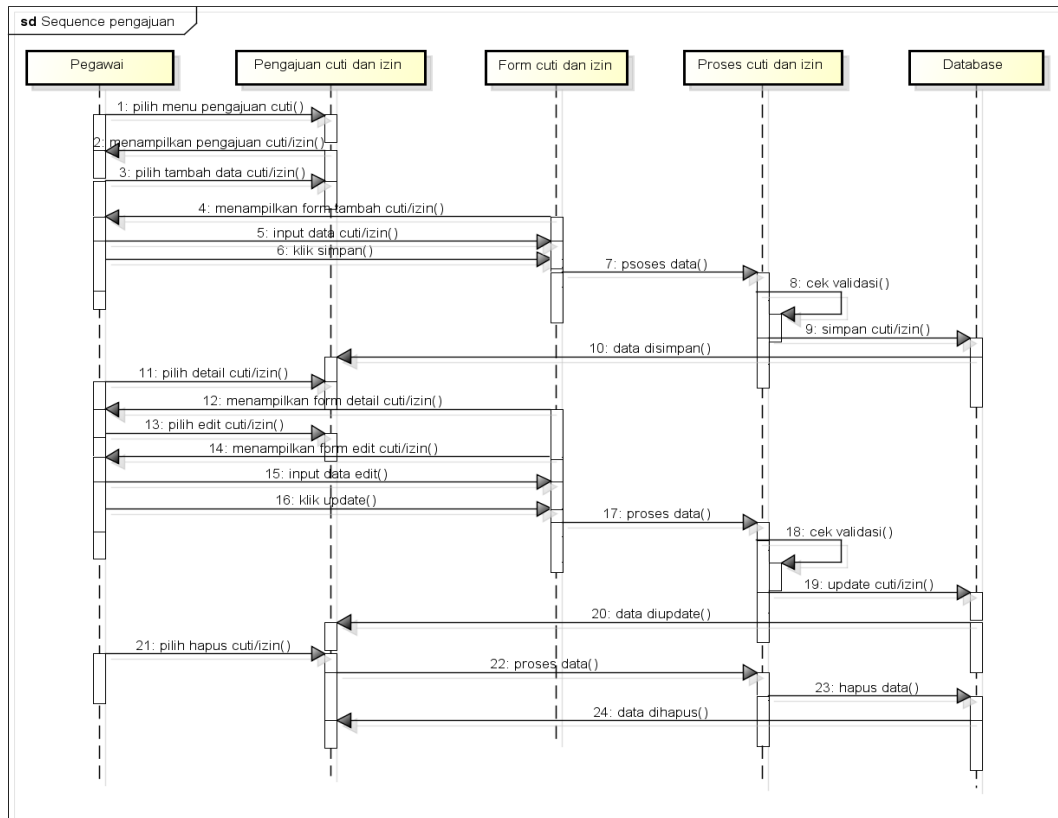 sd Sequence pengajuan
Pegawai
Pengajuan cuti dan izin
Form cuti dan izin
Proses cuti dan izin
Database
1: pilih menu pengajuan cuti()
2: menampilkan pengajuan cuti/izin()
3: pilih tambah data cuti/izin()
4: menampilkan form tambah cuti/izin()
5: input data cuti/izin()
6: klik simpan()
7: psoses data()
8: cek validasi()
9: simpan cuti/izin()
10: data disimpan()
11: pilih detail cuti/izin()
12: menampilkan form detail cuti/izin()
13: pilih edit cuti/izin()
14: menampilkan form edit cuti/izin()
15: input data edit()
16: klik update()
17: proses data()
18: cek validasi()
19: update cuti/izin()
20: data diupdate()
21: pilih hapus cuti/izin()
22: proses data()
23: hapus data()
24: data dihapus()